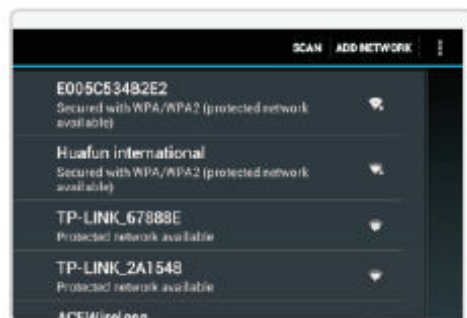 SCAN ADD NETWORK
E005C534B2E2
Secured with WPA/WPA2 (protected network
available)
Huafun international
Secured with WPA/WPA2 (protected network
available)
TP-LINK_67888E
Protected network available
TP-LINK_2A1548
Protected network available
ACEWireless